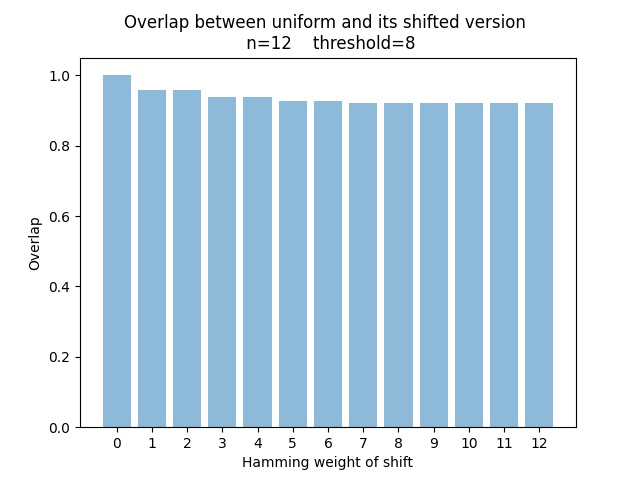 Overlap between uniform and its shifted version
n=12 threshold=8
1.0
0.8
0.6
0.4
0.2
0.0
Overlap
0 1 2 3 4 5 6 7 8 9 10 11 12
Hamming weight of shift